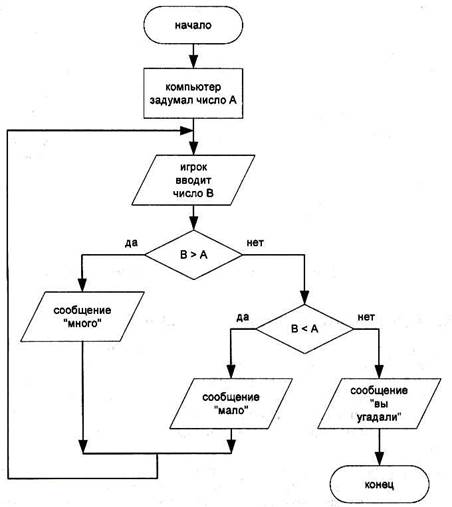 начало
компьютер
задумал число А
игрок
вводит
число В
да
В > А
нет
сообщение
"много"
да
В < А
нет
сообщение
"мало"
сообщение
"вы
угадали"
конец